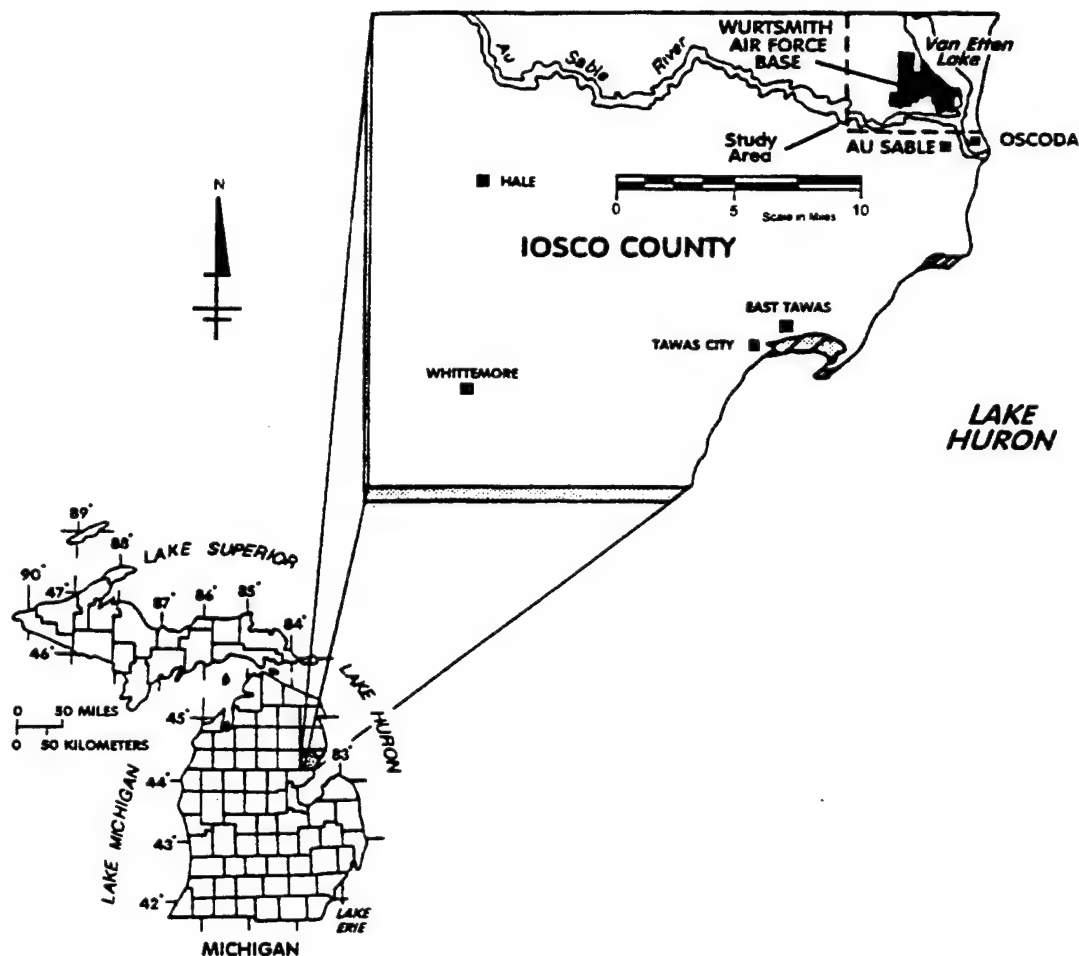 WURTSMITH
AIR FORCE
BASE
Van Etten
Lake
Au
Sable
River
Study
Area
AU SABLE
OSCODA
HALE
0
5
10
Scale in Miles
N
IOSCO COUNTY
EAST TAWAS
TAWAS CITY
WHITTEMORE
LAKE
HURON
89°
88°
LAKE SUPERIOR
90°
47°
87°
86°
85°
84°
46°
LAKE HURON
0 50 MILES
0 50 KILOMETERS
45°
83°
44°
LAKE MICHIGAN
43°
42°
LAKE
ERIE
MICHIGAN